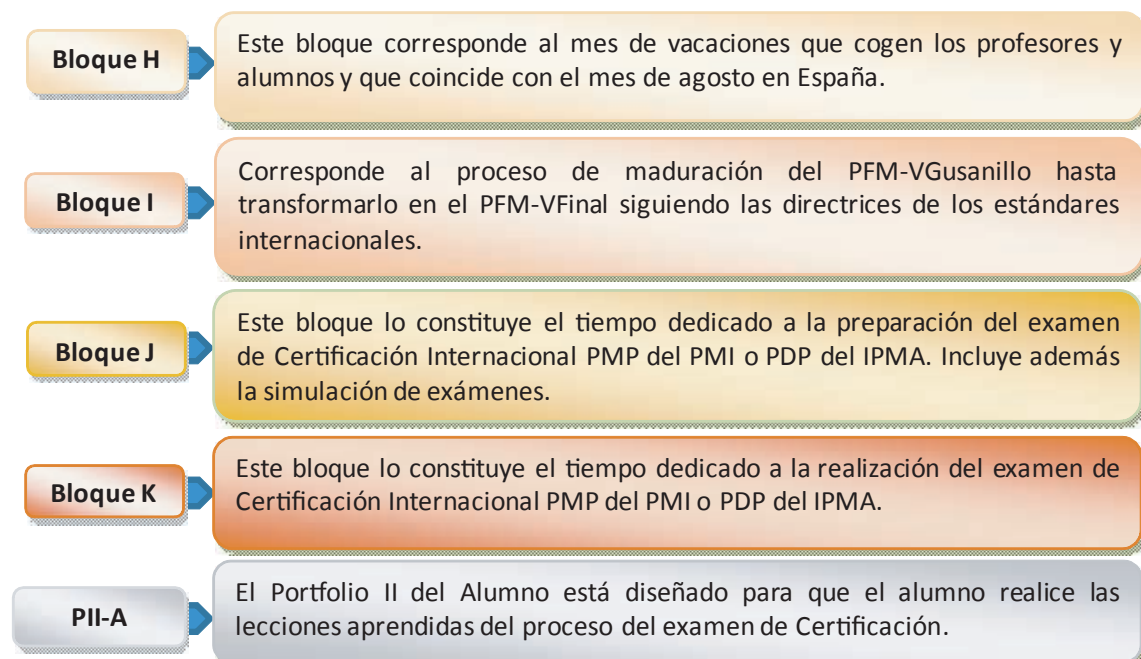 Bloque H
Este bloque corresponde al mes de vacaciones que cogen los profesores y
alumnos y que coincide con el mes de agosto en España.
Bloque I
Corresponde al proceso de maduración del PFM-VGusanillo hasta
transformarlo en el PFM-VFinal siguiendo las directrices de los estándares
internacionales.
Bloque J
Este bloque lo constituye el tiempo dedicado a la preparación del examen
de Certificación Internacional PMP del PMI o PDP del IPMA. Incluye además
la simulación de exámenes.
Bloque K
Este bloque lo constituye el tiempo dedicado a la realización del examen de
Certificación Internacional PMP del PMI o PDP del IPMA.
PII-A
El Portfolio II del Alumno está diseñado para que el alumno realice las
lecciones aprendidas del proceso del examen de Certificación.